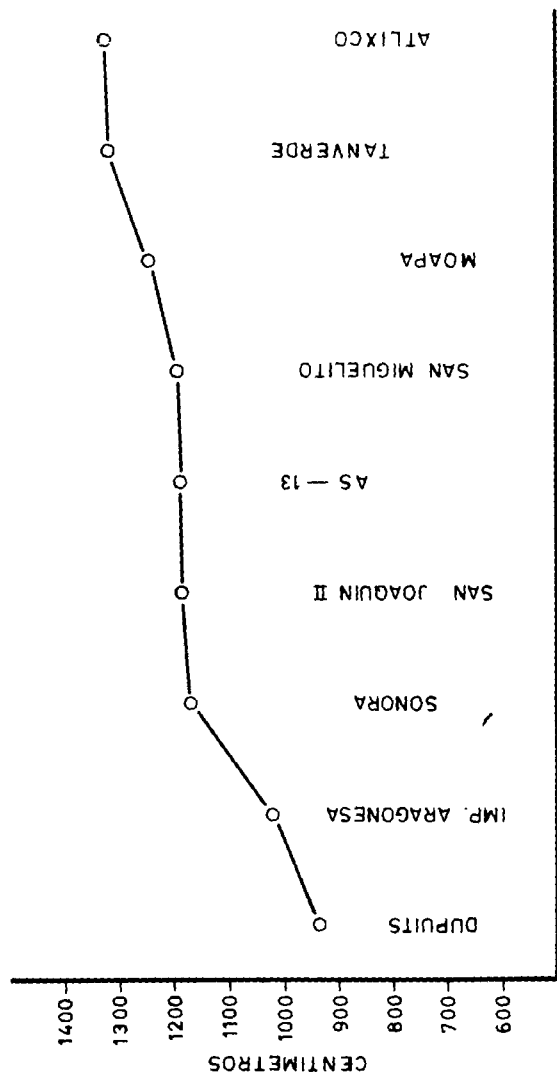 CENTIMETROS
1400
1300
1200
1100
1000
900
800
700
600
DUPUITS
IMP. ARAGONESA
SONORA
SAN JOAQUIN II
AS — 13
SAN MIGUELITO
MOAPA
TANVERDE
ATLIXCO